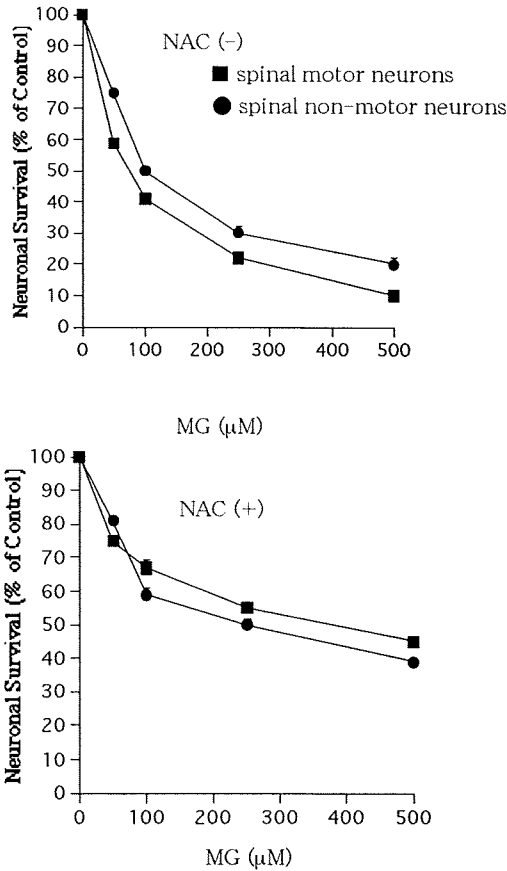 Neuronal Survival (% of Control)
100
90
80
70
60
50
40
30
20
10
0
NAC (-)
spinal motor neurons
spinal non-motor neurons
0 100 200 300 400 500
MG (μM)
Neuronal Survival (% of Control)
100
90
80
70
60
50
40
30
20
10
0
NAC (+)
0 100 200 300 400 500
MG (μM)